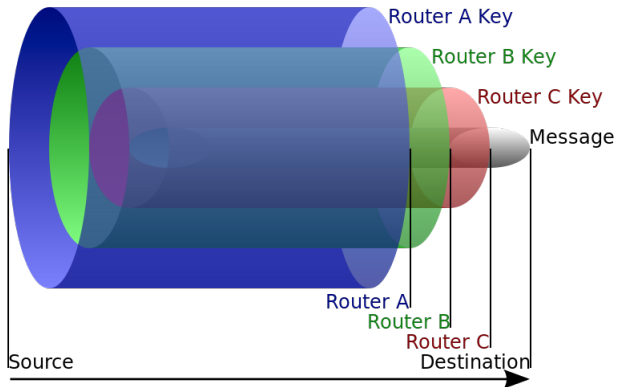 Router A Key
Router B Key
Router C Key
Message
Router A
Router B
Router C
Source
Destination